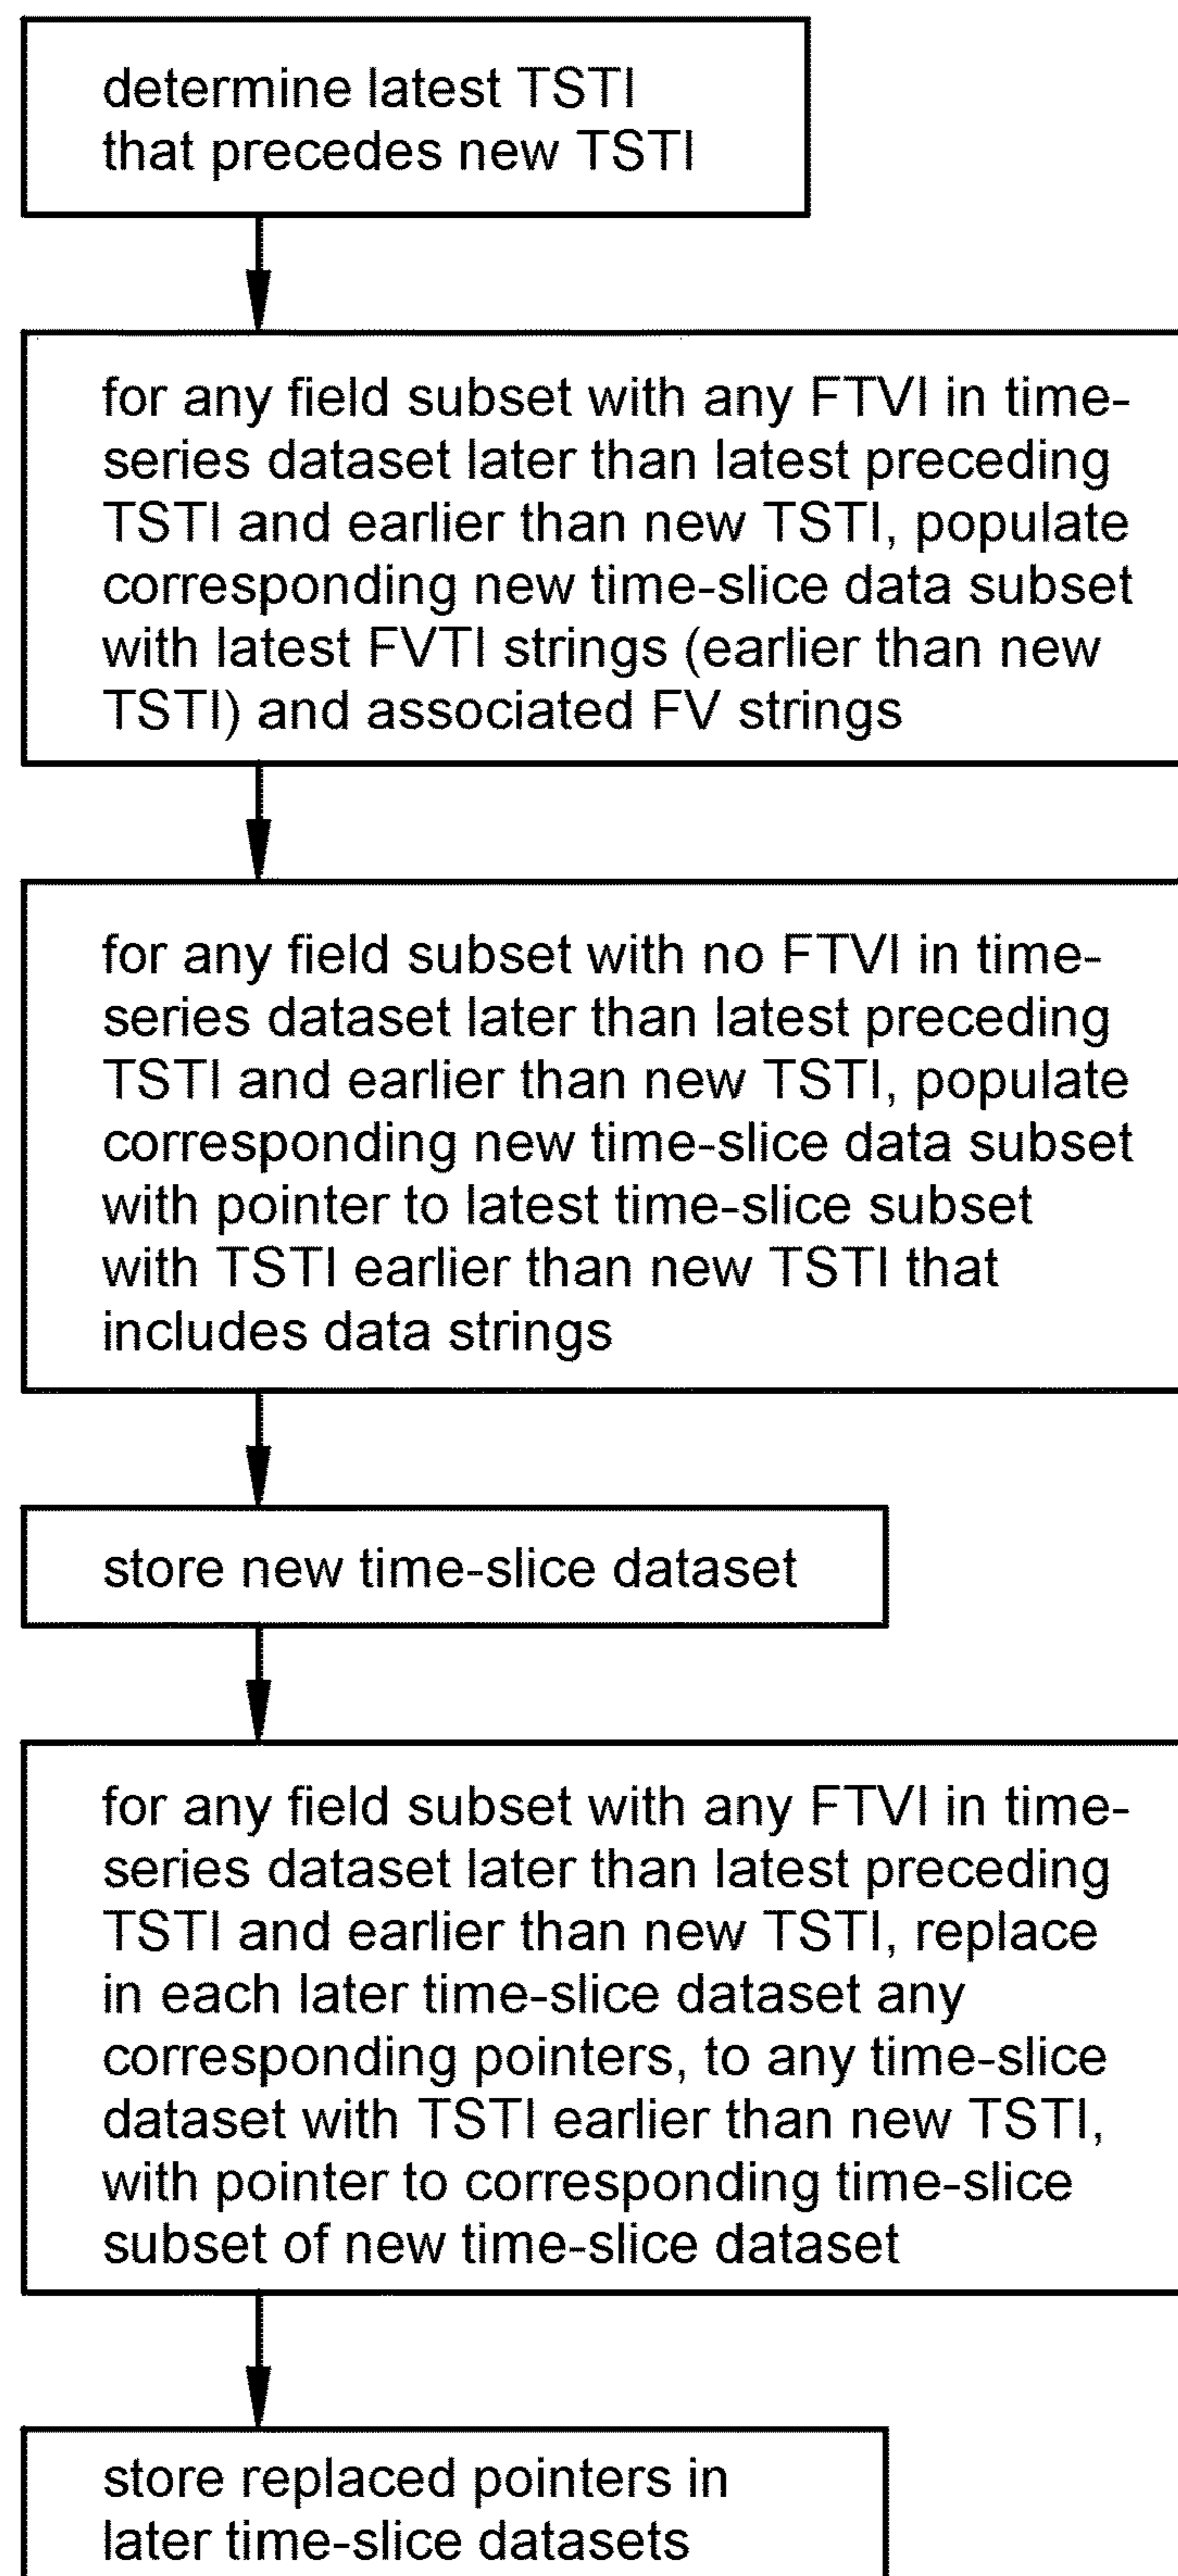 determine latest TSTI
that precedes new TSTI
for any field subset with any FTVI in time-
series dataset later than latest preceding
TSTI and earlier than new TSTI, populate
corresponding new time-slice data subset
with latest FVTI strings (earlier than new
TSTI) and associated FV strings
for any field subset with no FTVI in time-
series dataset later than latest preceding
TSTI and earlier than new TSTI, populate
corresponding new time-slice data subset
with pointer to latest time-slice subset
with TSTI earlier than new TSTI that
includes data strings
store new time-slice dataset
for any field subset with any FTVI in time-
series dataset later than latest preceding
TSTI and earlier than new TSTI, replace
in each later time-slice dataset any
corresponding pointers, to any time-slice
dataset with TSTI earlier than new TSTI,
with pointer to corresponding time-slice
subset of new time-slice dataset
store replaced pointers in
later time-slice datasets